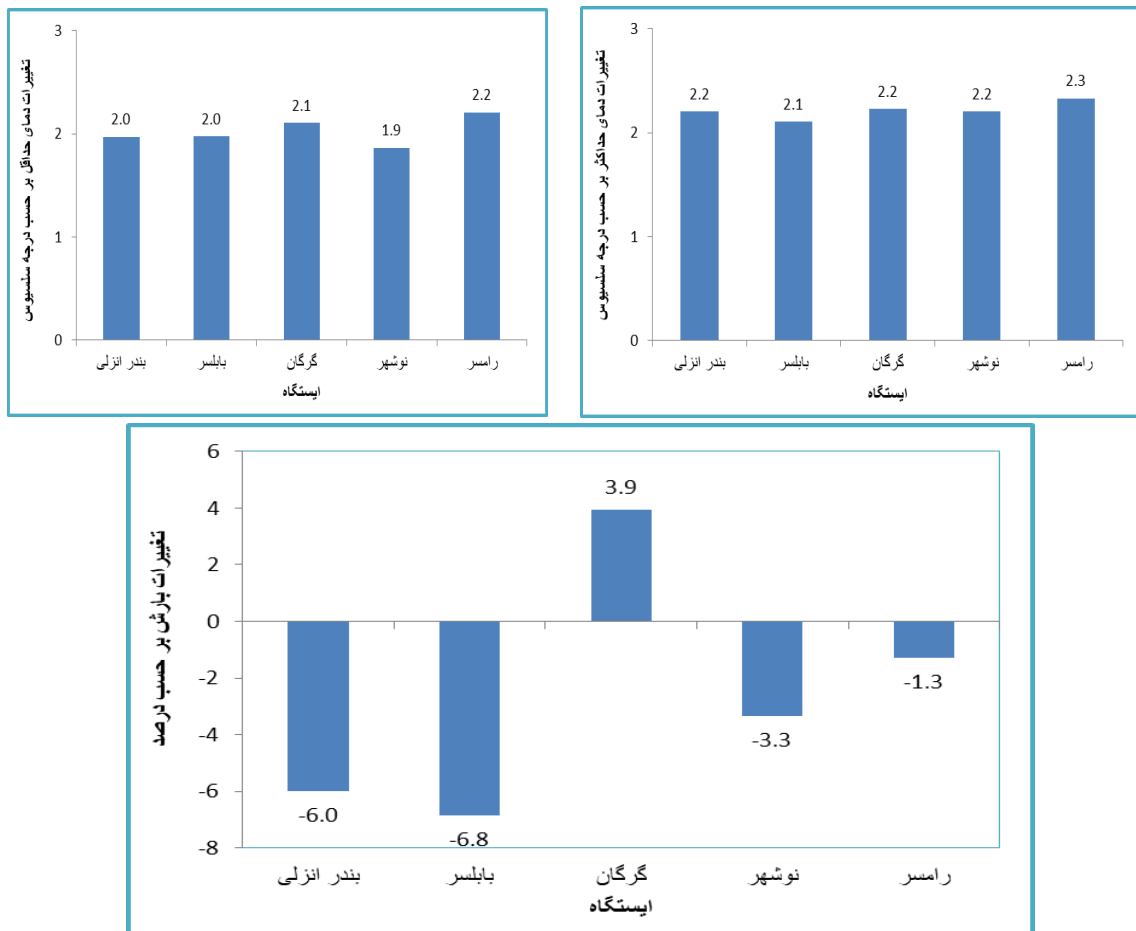 تغییرات دمای حداقل بر حسب درجه سلسیوس
3
2
1
0
2.0
2.0
2.1
1.9
2.2
بندر انزلی
بابلسر
گرگان
نوشهر
رامسر
ایستگاه
تغییرات دمای حداکثر بر حسب درجه سلسیوس
3
2
1
0
2.2
2.1
2.2
2.2
2.3
بندر انزلی
بابلسر
گرگان
نوشهر
رامسر
ایستگاه
تغییرات بارش بر حسب درصد
6
4
2
0
-2
-4
-6
-8
-6.0
-6.8
3.9
-3.3
-1.3
بندر انزلی
بابلسر
گرگان
نوشهر
رامسر
ایستگاه